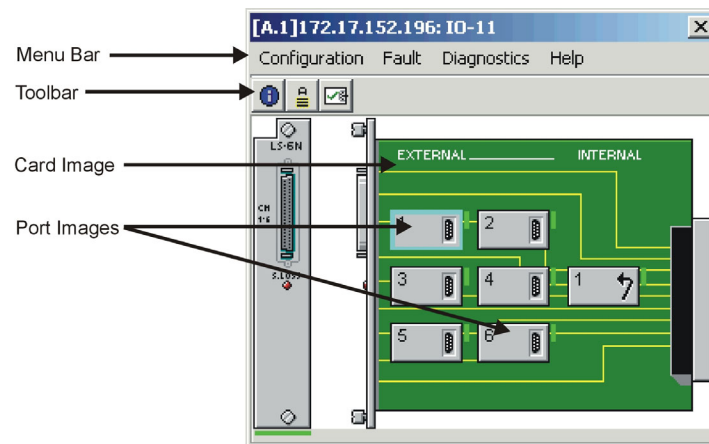 [A.1]172.17.152.196: IO-11
Menu Bar
Configuration Fault Diagnostics Help
Toolbar
LS-6N
EXTERNAL INTERNAL
Card Image
CH
1-6
1 2
Port Images
S.LOSS
3 4 1
5 6